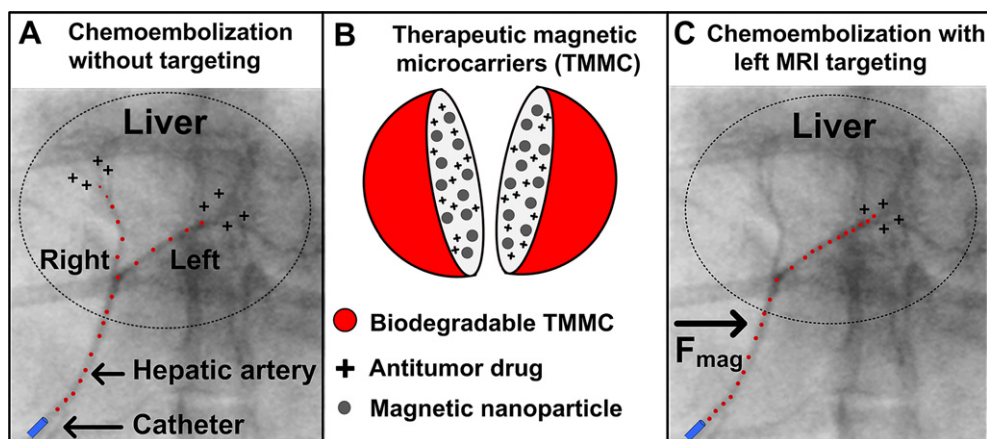 A Chemoembolization
without targeting
Liver
Right
Left
Hepatic artery
Catheter
B Therapeutic magnetic
microcarriers (TMMC)
Biodegradable TMMC
Antitumor drug
Magnetic nanoparticle
C Chemoembolization with
left MRI targeting
Liver
Fmag